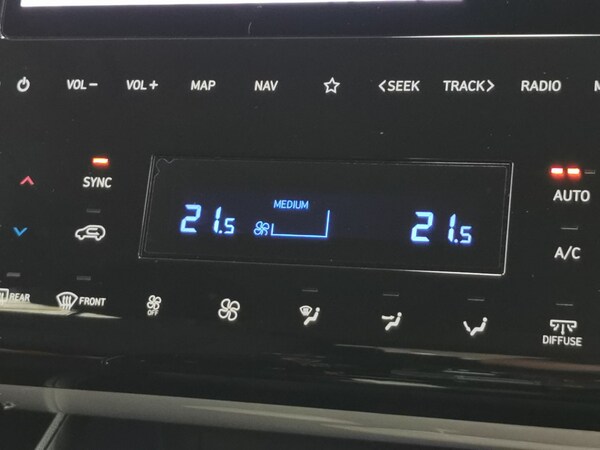 VOL− VOL+ MAP NAV <SEEK TRACK> RADIO
SYNC AUTO
MEDIUM
21.5 21.5
A/C
REAR FRONT OFF DIFFUSE